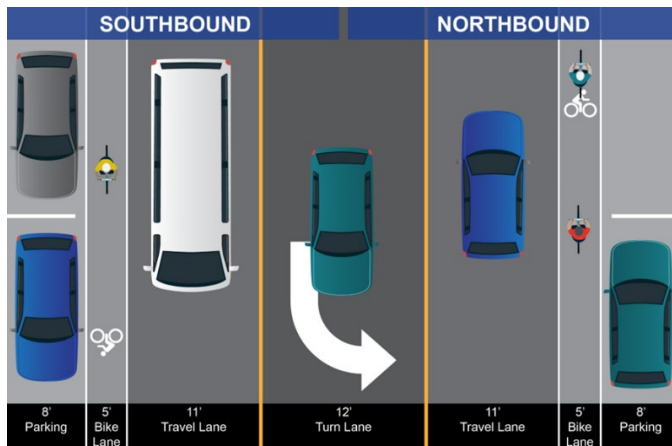 SOUTHBOUND
NORTHBOUND
8'
Parking
5'
Bike
Lane
11'
Travel Lane
12'
Turn Lane
11'
Travel Lane
5'
Bike
Lane
8'
Parking